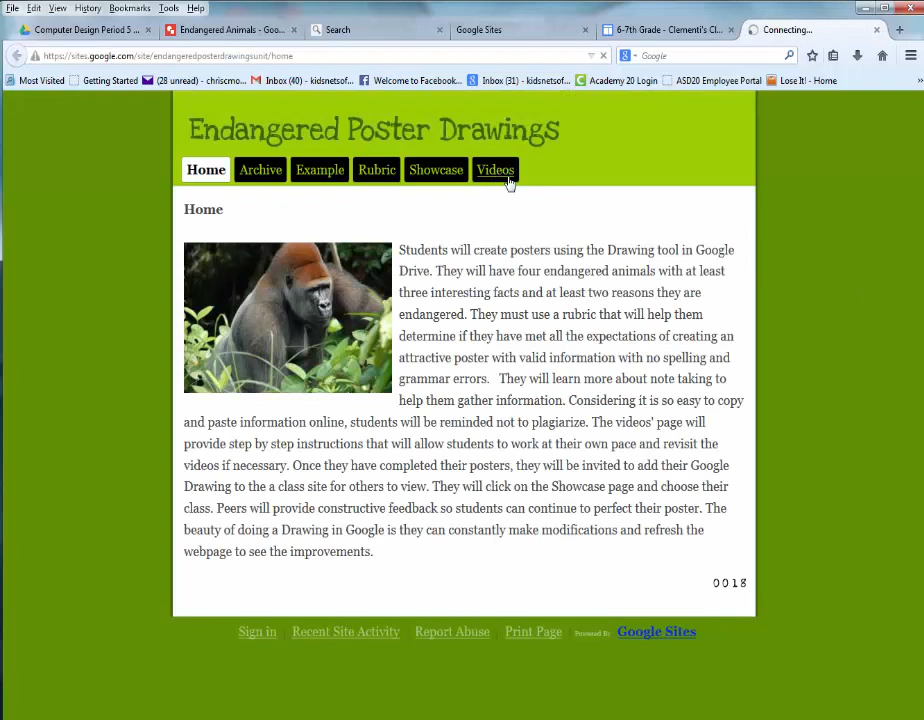 File Edit View History Bookmarks Tools Help
Computer Design Period 5 ... Endangered Animals - Goo... Search Google Sites 6-7th Grade - Clementi's Cl... Connecting...
https://sites.google.com/site/endangeredposterdrawingsunit/home Google
Most Visited Getting Started (28 unread) - chriscmo... Inbox (40) - kidsnetsof... Welcome to Facebook... Inbox (31) - kidsnetsof... Academy 20 Login ASD20 Employee Portal Lose It! - Home
Endangered Poster Drawings
Home Archive Example Rubric Showcase Videos
Home
Students will create posters using the Drawing tool in Google
Drive. They will have four endangered animals with at least
three interesting facts and at least two reasons they are
endangered. They must use a rubric that will help them
determine if they have met all the expectations of creating an
attractive poster with valid information with no spelling and
grammar errors. They will learn more about note taking to
help them gather information. Considering it is so easy to copy
and paste information online, students will be reminded not to plagiarize. The videos' page will
provide step by step instructions that will allow students to work at their own pace and revisit the
videos if necessary. Once they have completed their posters, they will be invited to add their Google
Drawing to the a class site for others to view. They will click on the Showcase page and choose their
class. Peers will provide constructive feedback so students can continue to perfect their poster. The
beauty of doing a Drawing in Google is they can constantly make modifications and refresh the
webpage to see the improvements.
0018
Sign in | Recent Site Activity | Report Abuse | Print Page | Powered By Google Sites